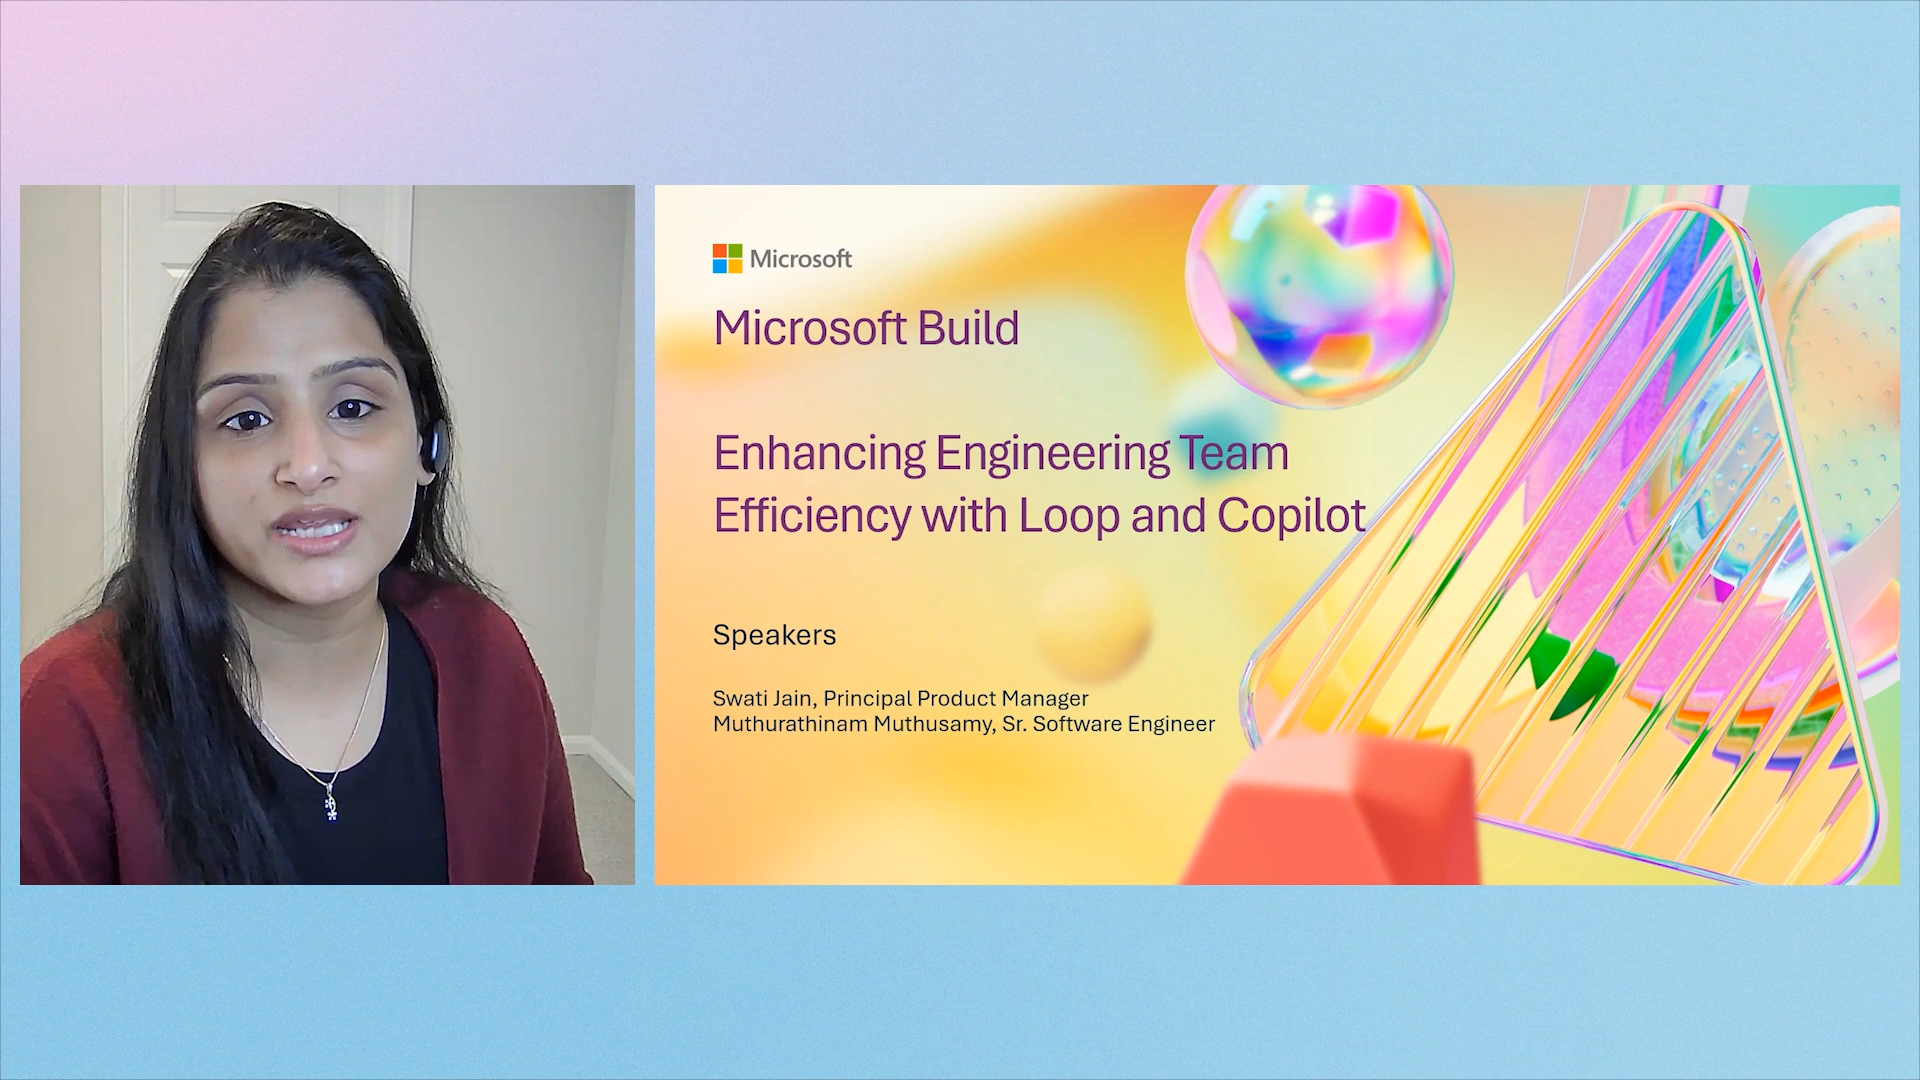 Microsoft
Microsoft Build
Enhancing Engineering Team
Efficiency with Loop and Copilot
Speakers
Swati Jain, Principal Product Manager
Muthurathinam Muthusamy, Sr. Software Engineer